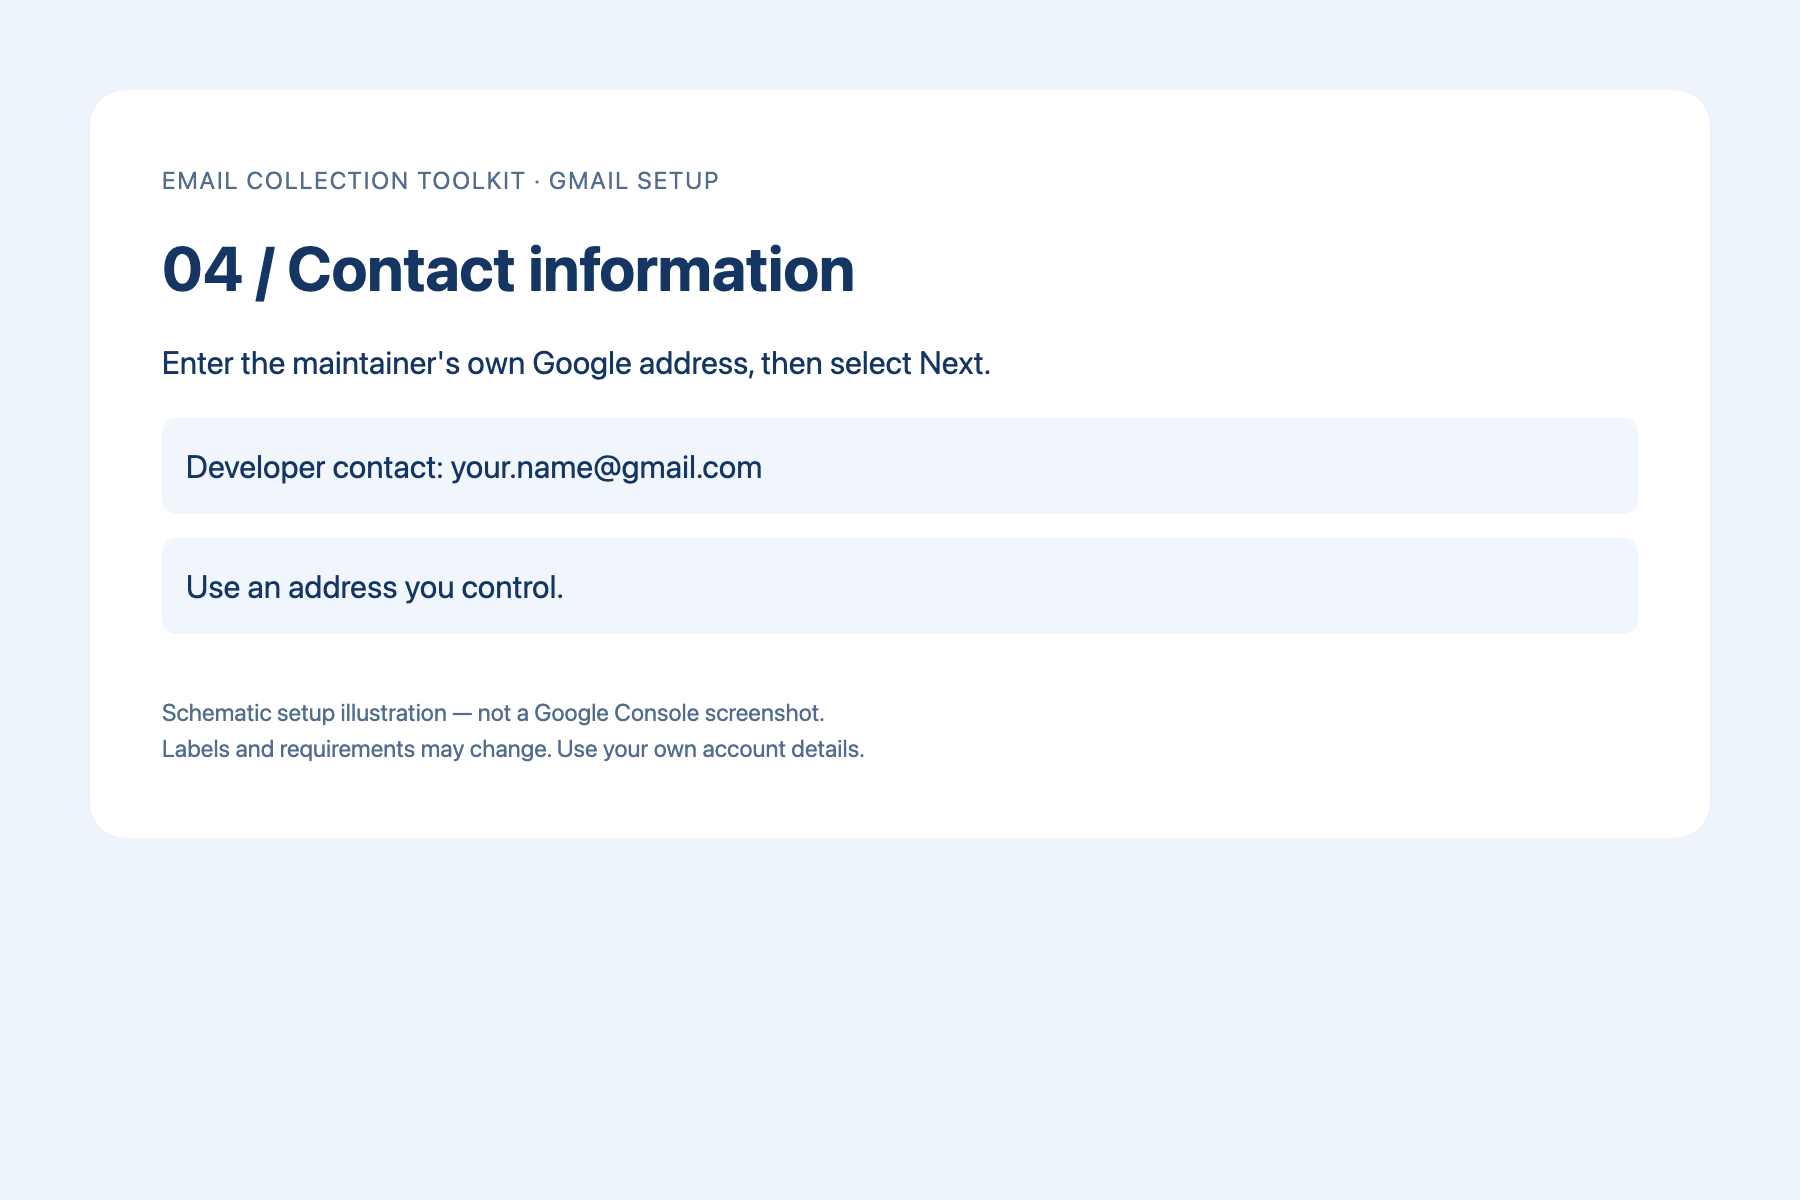 EMAIL COLLECTION TOOLKIT · GMAIL SETUP
04 / Contact information
Enter the maintainer's own Google address, then select Next.
Developer contact: your.name@gmail.com
Use an address you control.
Schematic setup illustration — not a Google Console screenshot.
Labels and requirements may change. Use your own account details.